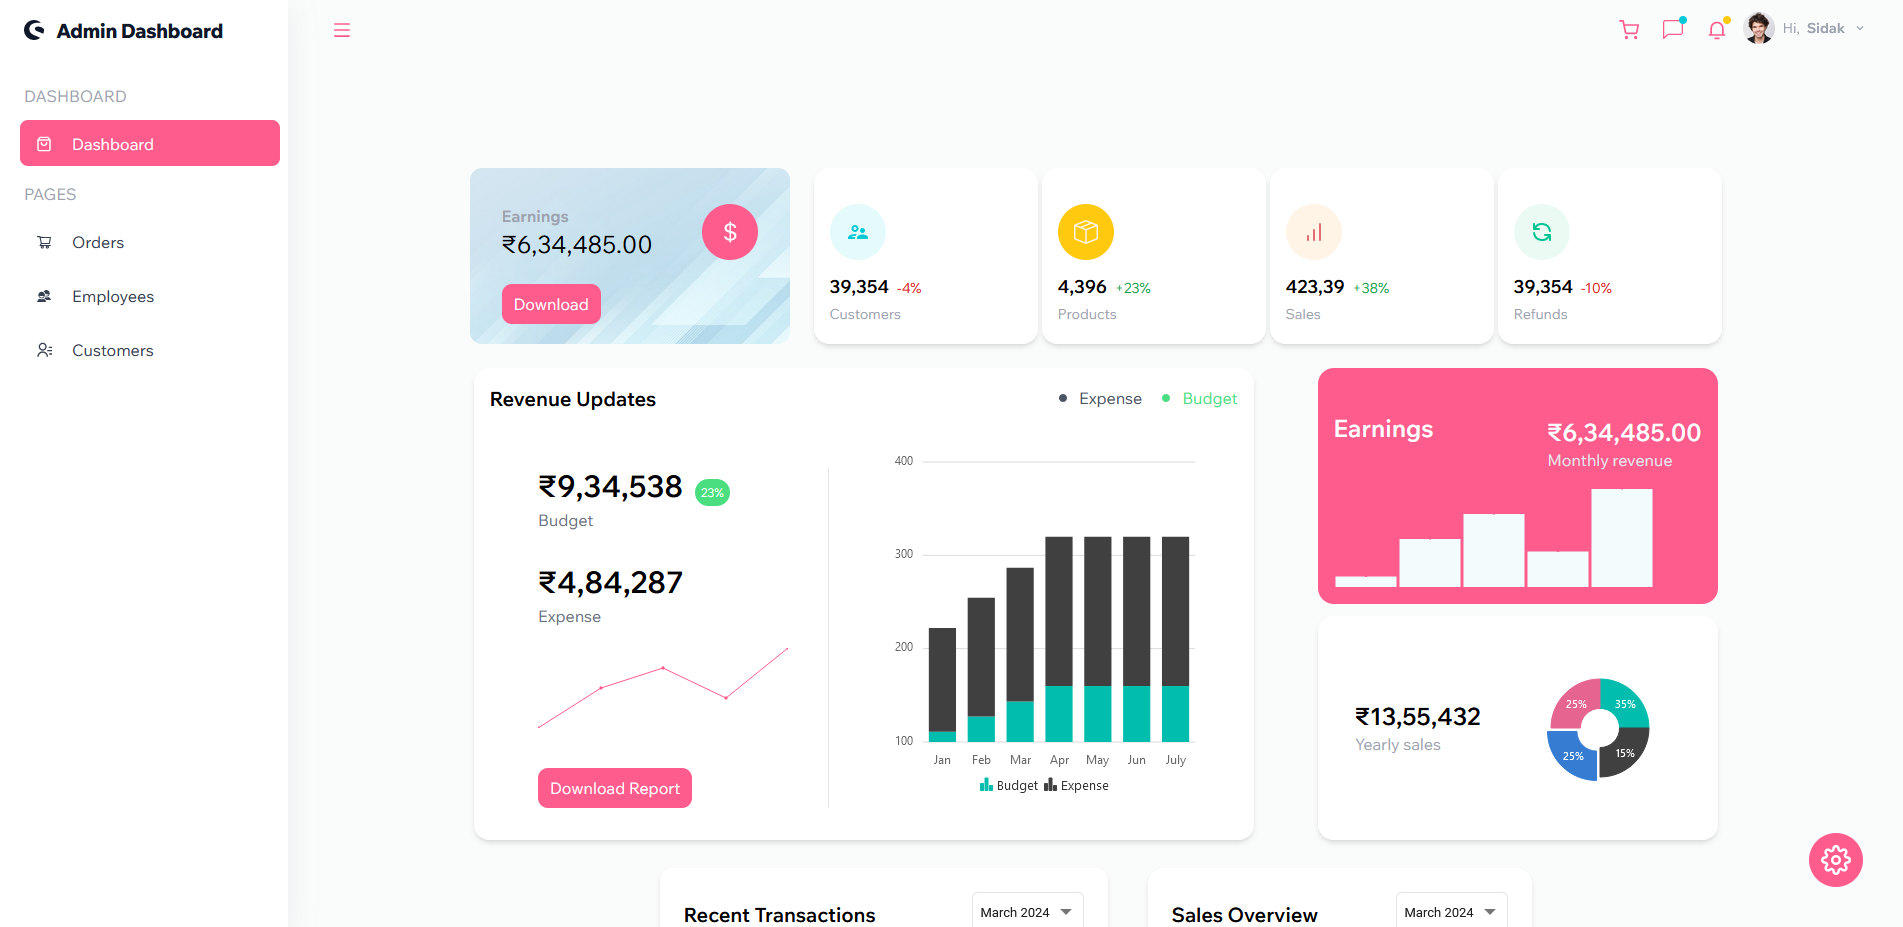 Admin Dashboard
Hi, Sidak
DASHBOARD
Dashboard
PAGES
Orders
Employees
Customers
Earnings
₹6,34,485.00
$
Download
39,354 -4%
Customers
4,396 +23%
Products
423,39 +38%
Sales
39,354 -10%
Refunds
Revenue Updates
Expense Budget
₹9,34,538 23%
Budget
₹4,84,287
Expense
Download Report
400
300
200
100
Jan Feb Mar Apr May Jun July
Budget Expense
Earnings
₹6,34,485.00
Monthly revenue
₹13,55,432
Yearly sales
25% 35%
25% 15%
Recent Transactions
March 2024
Sales Overview
March 2024